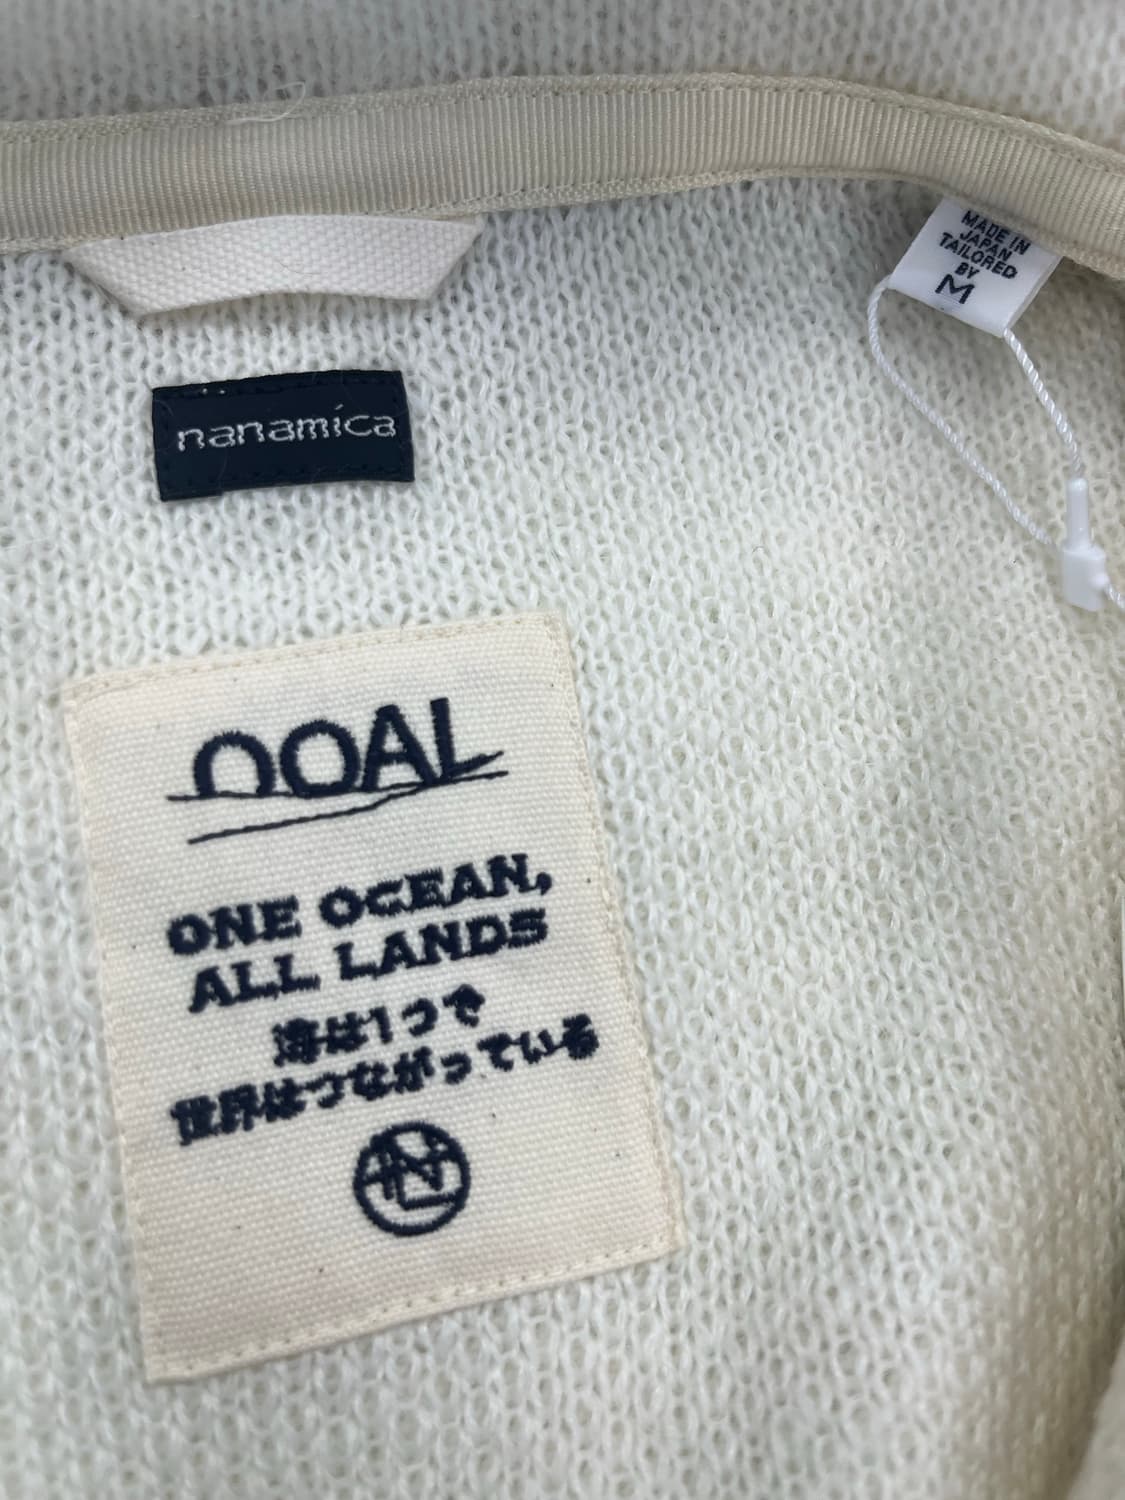 MADE IN
JAPAN
TAILORED
BY
M
nanamica
OOAL
ONE OCEAN,
ALL LANDS
海は1つで
世界はつながっている